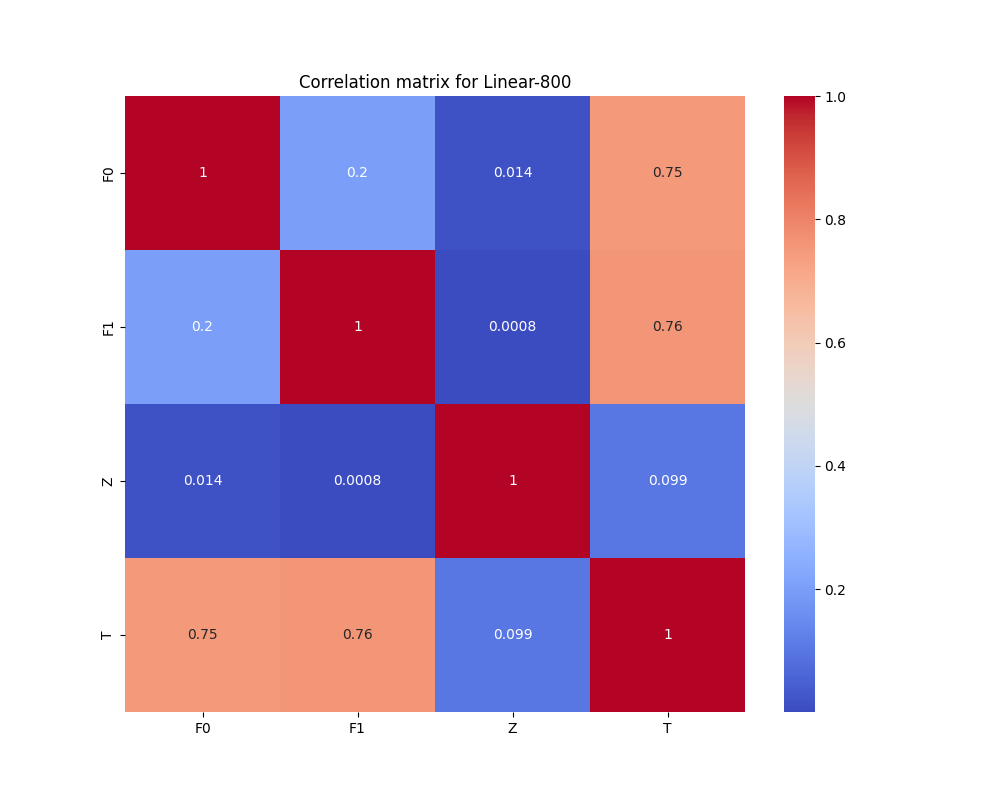 Correlation matrix for Linear-800
F0 1 0.2 0.014 0.75
F1 0.2 1 0.0008 0.76
Z 0.014 0.0008 1 0.099
T 0.75 0.76 0.099 1
F0 F1 Z T
1.0
0.8
0.6
0.4
0.2